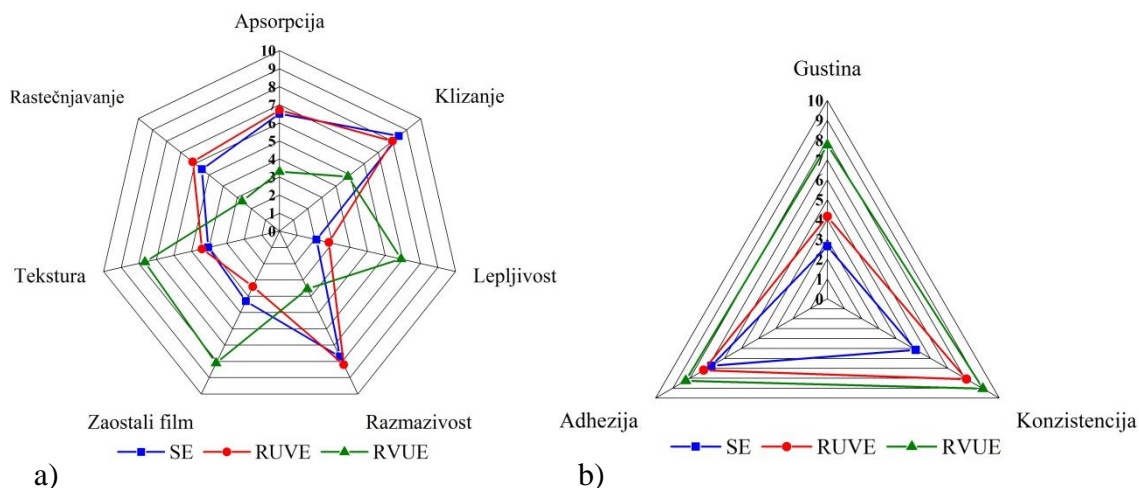 Apsorpcija
Klizanje
Lepljivost
Razmazivost
Zaostali film
Tekstura
Rastečnjavanje
10
9
8
7
6
5
4
3
2
1
0
SE RUVE RVUE
a)
Gustina
Konzistencija
Adhezija
10
9
8
7
6
5
4
3
2
1
0
SE RUVE RVUE
b)